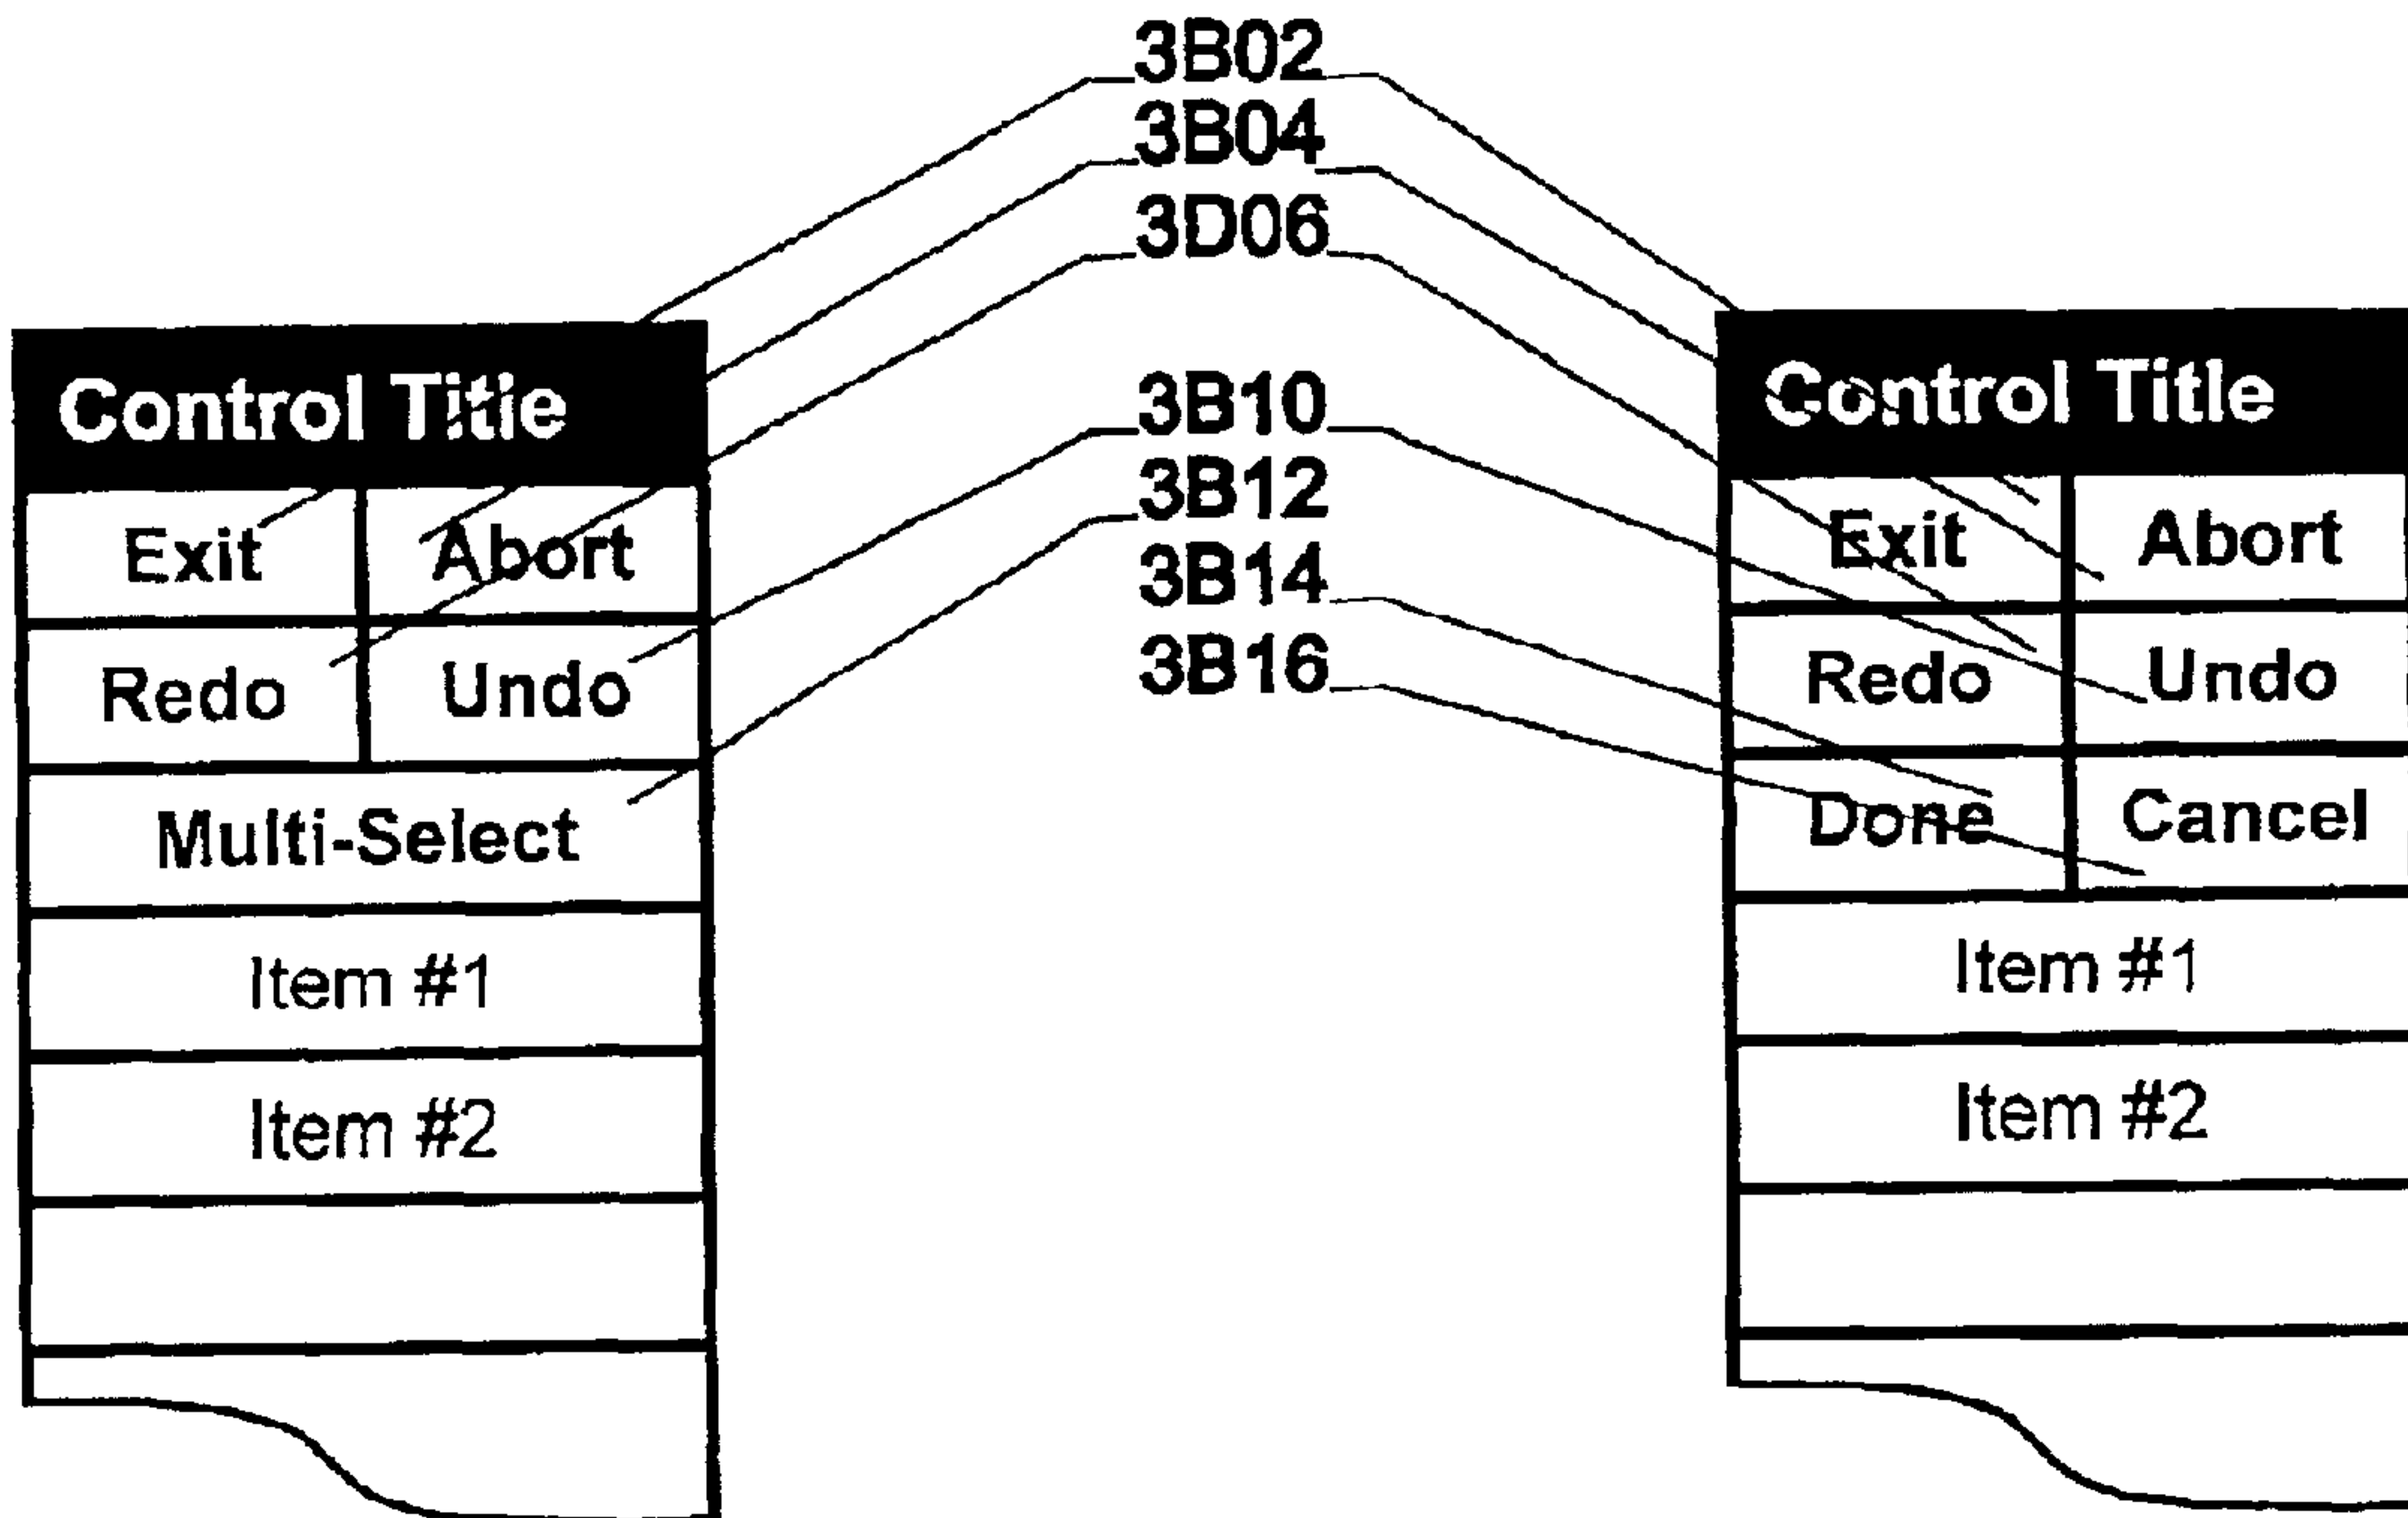 3B02
3B04
3D06
3B10
3B12
3B14
3B16
Control Title
Exit Abort
Redo Undo
Multi-Select
Item #1
Item #2
Control Title
Exit Abort
Redo Undo
Done Cancel
Item #1
Item #2